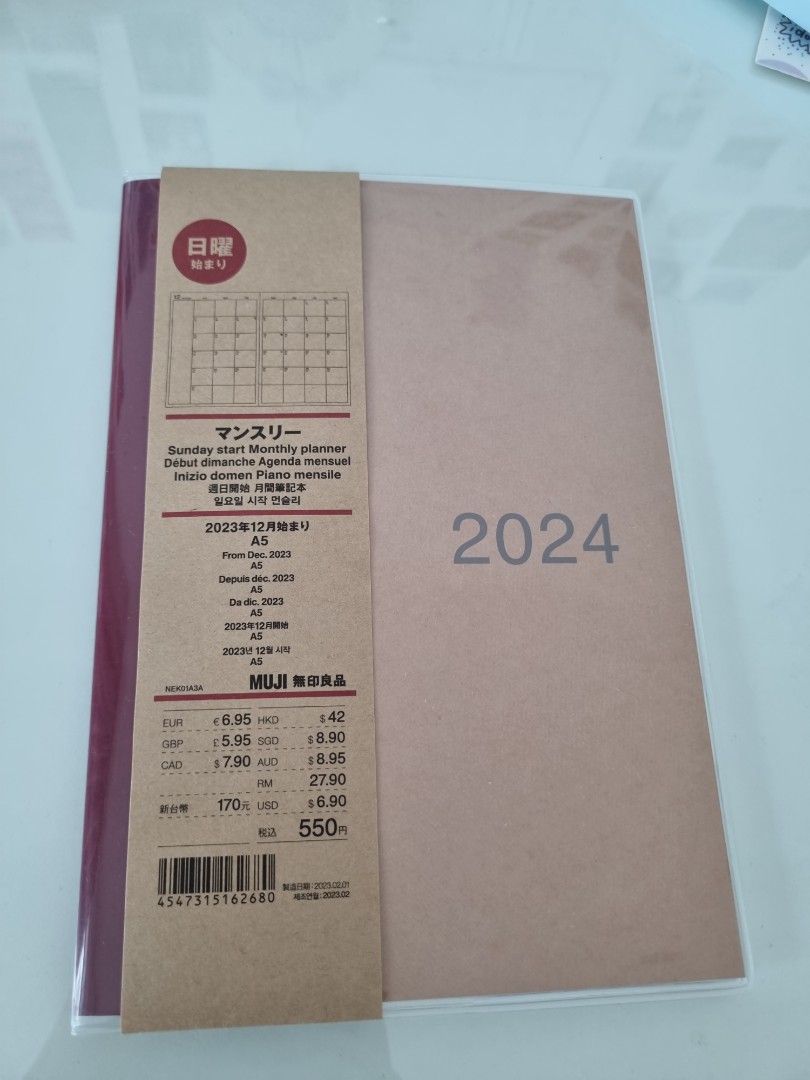 日曜
始まり
マンスリー
Sunday start Monthly planner
Début dimanche Agenda mensuel
Inizio domen Piano mensile
週日開始 月間筆記本
일요일 시작 먼슬리
2023年12月始まり
A5
From Dec. 2023
A5
Depuis déc. 2023
A5
Da dic. 2023
A5
2023年12月開始
A5
2023년 12월 시작
A5
NEK01A3A
MUJI 無印良品
EUR € 6.95 HKD $ 42
GBP £ 5.95 SGD $ 8.90
CAD $ 7.90 AUD $ 8.95
RM 27.90
新台幣 170元 USD $ 6.90
税込 550円
製造日期：2023.02.01
제조연월 : 2023.02
4547315162680
2024